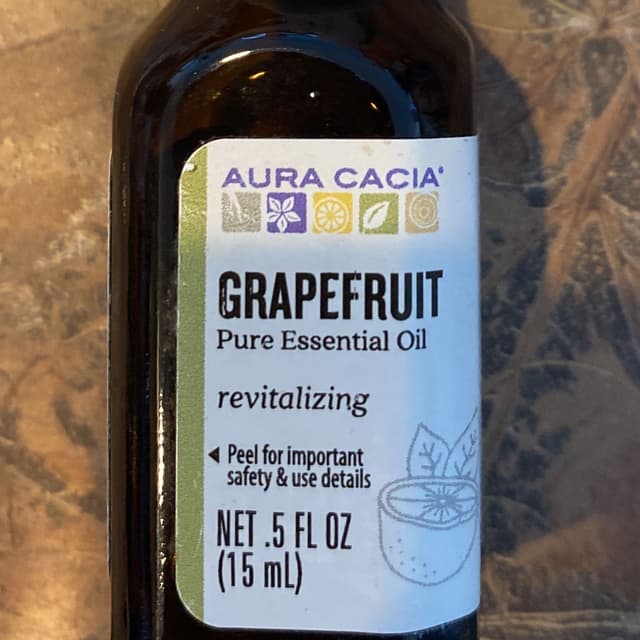 AURA CACIA®
GRAPEFRUIT
Pure Essential Oil
revitalizing
◄ Peel for important
safety & use details
NET .5 FL OZ
(15 mL)